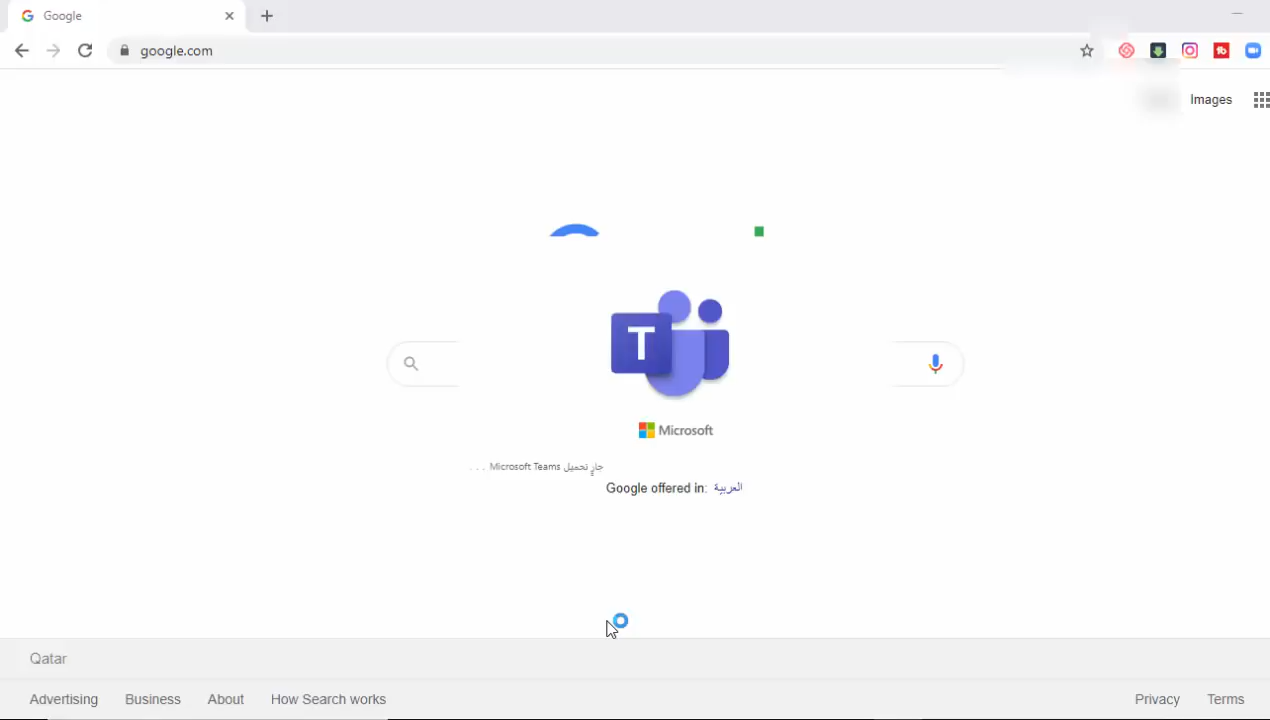 Google
google.com
Images
T
Microsoft
جارٍ تحميل Microsoft Teams ...
Google offered in: العربية
Qatar
Advertising Business About How Search works Privacy Terms